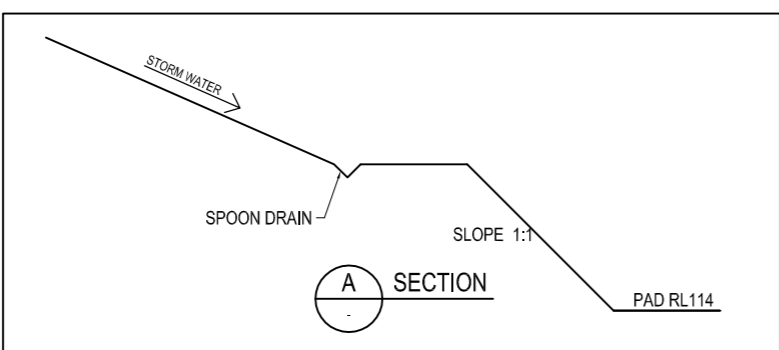 STORM WATER
SPOON DRAIN
SLOPE 1:1
A SECTION
-
PAD RL114